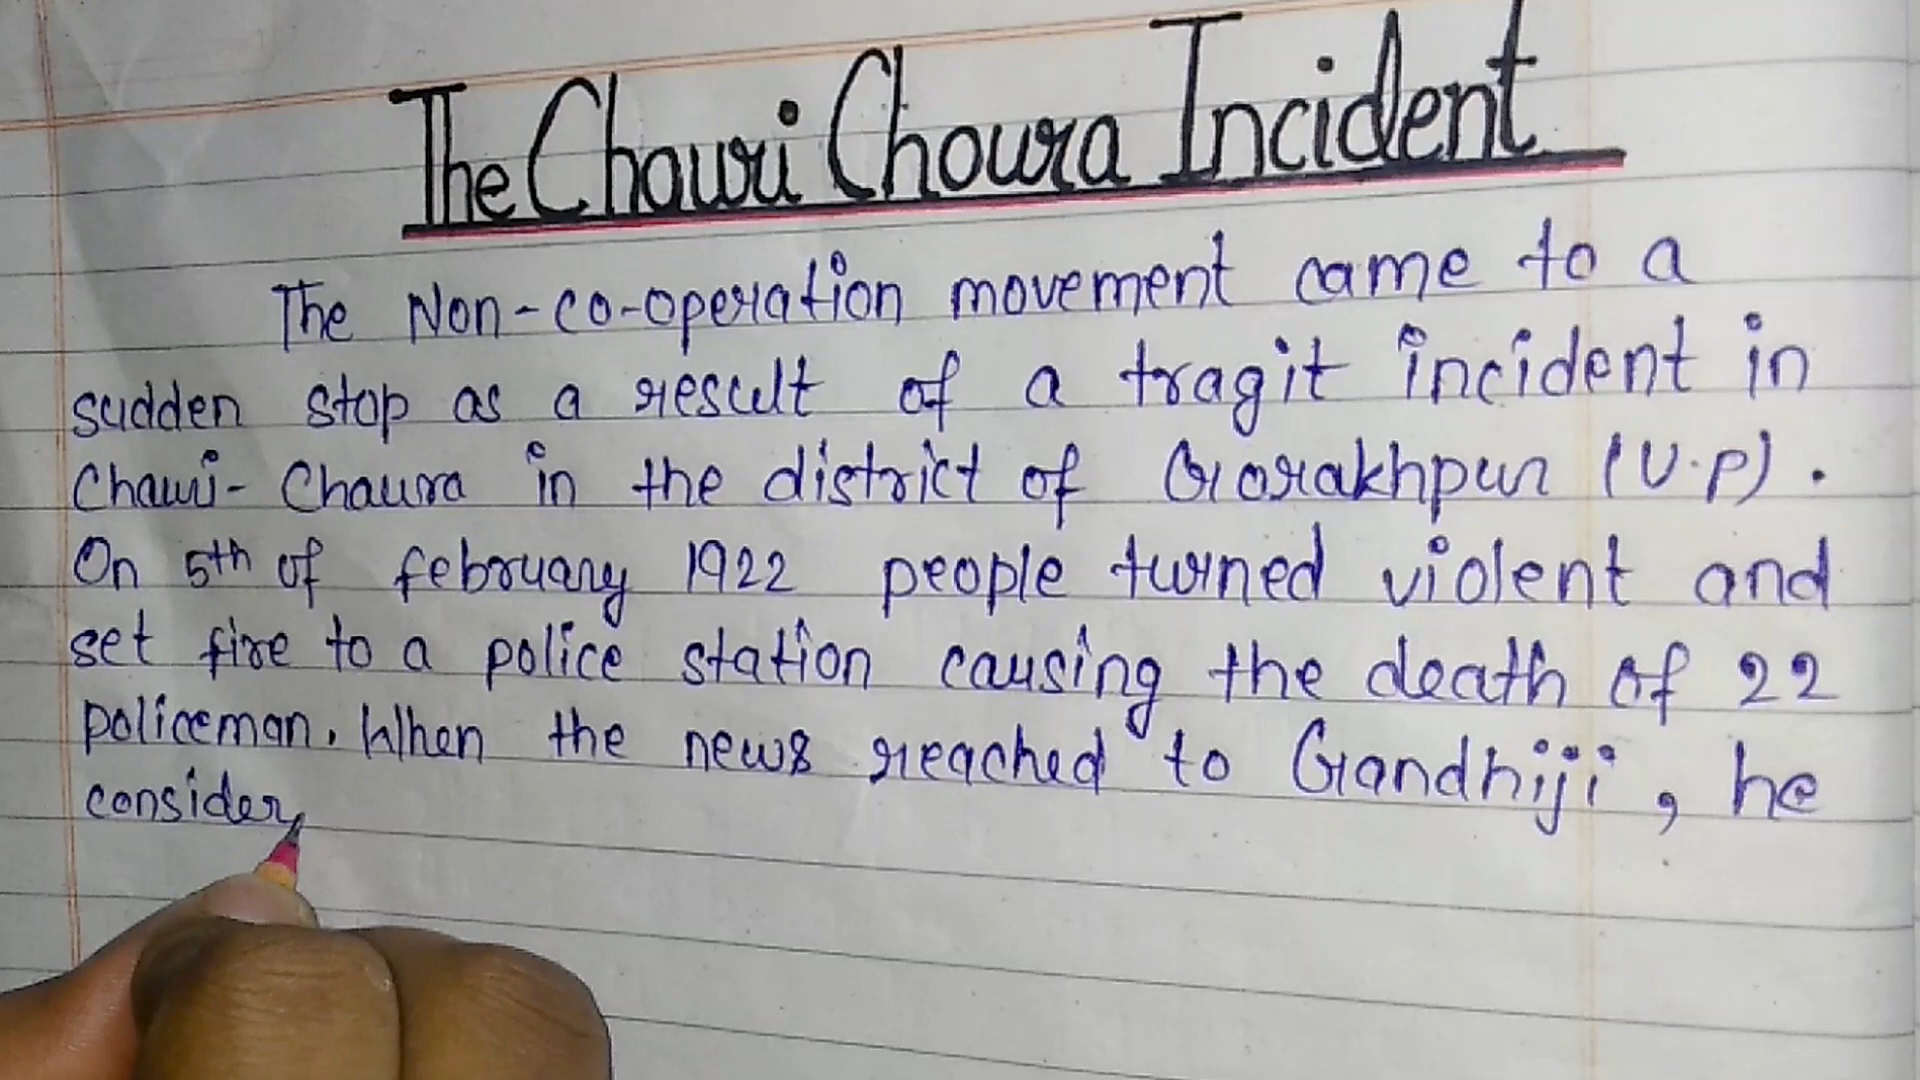 The Chauri Choura Incident
The Non-co-operation movement came to a
sudden stop as a result of a tragit incident in
Chauri- Chaura in the district of Gorakhpur (U.P).
On 5th of february 1922 people turned violent and
set fire to a police station causing the death of 22
policeman. When the news reached to Gandhiji, he
consider